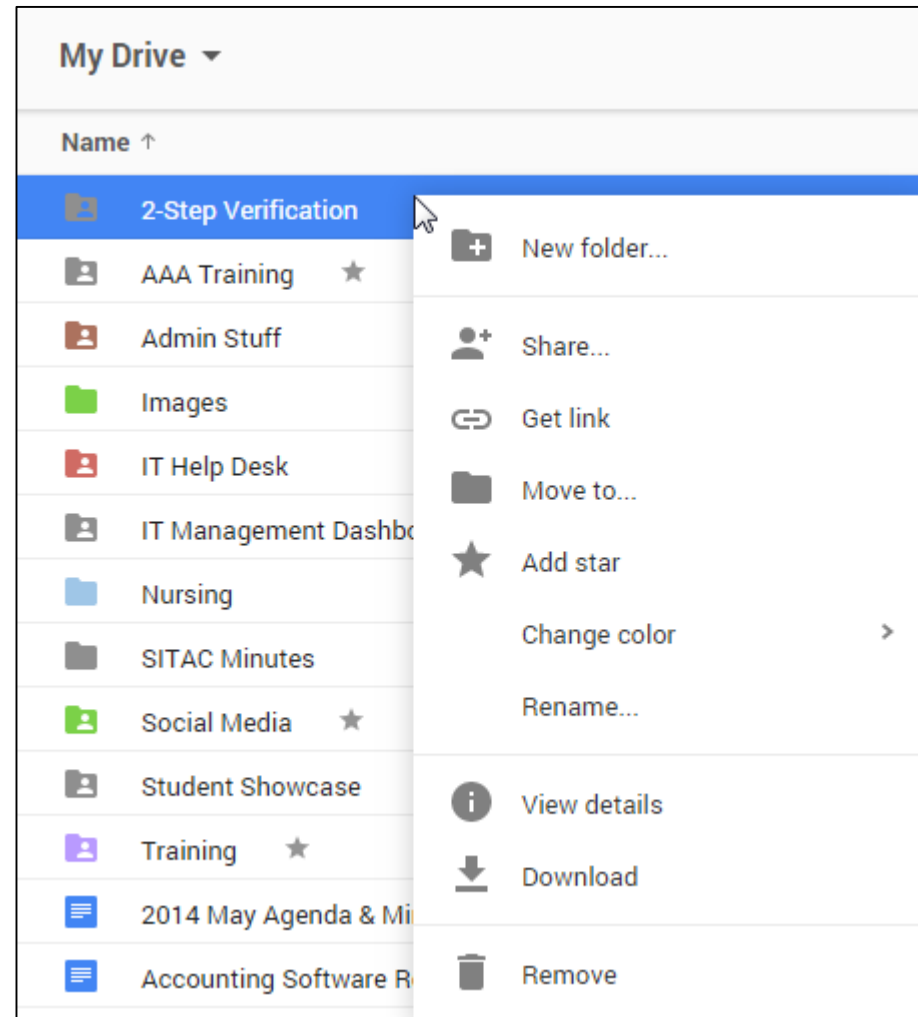 My Drive
Name
2-Step Verification
AAA Training
Admin Stuff
Images
IT Help Desk
IT Management Dashbo
Nursing
SITAC Minutes
Social Media
Student Showcase
Training
2014 May Agenda & Mi
Accounting Software R
New folder...
Share...
Get link
Move to...
Add star
Change color
Rename...
View details
Download
Remove